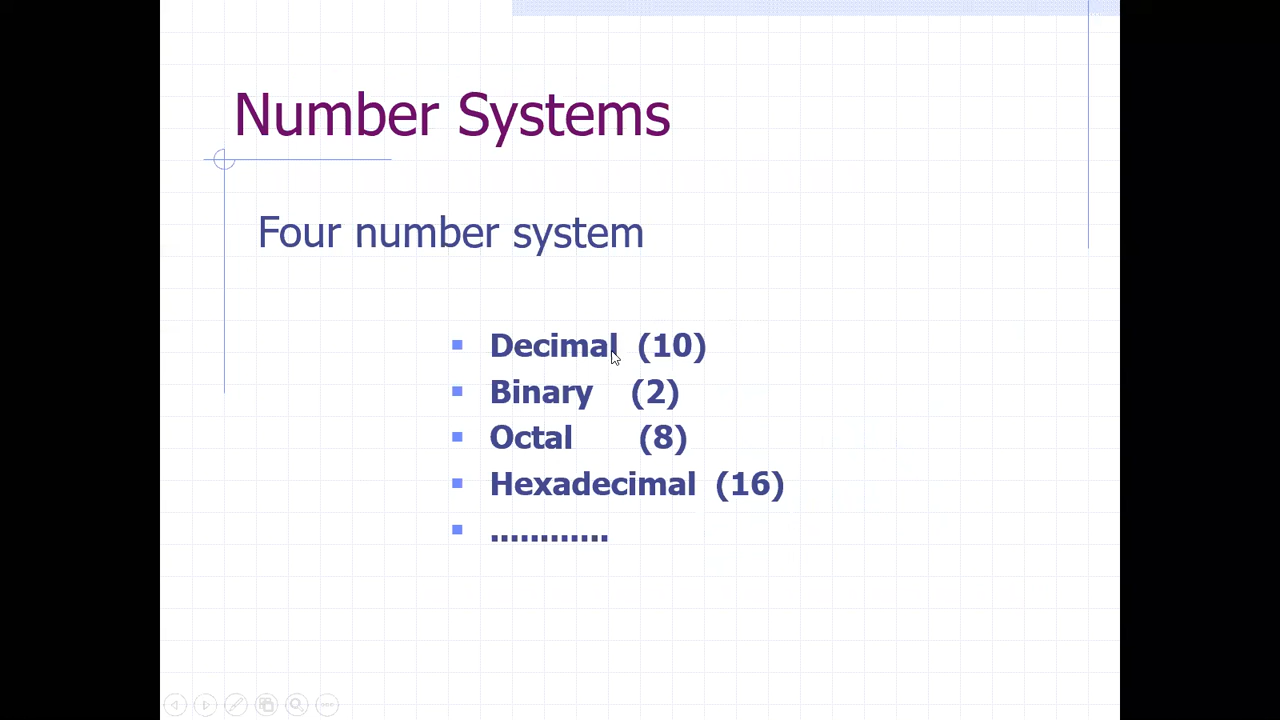 Number Systems
Four number system
Decimal (10)
Binary (2)
Octal (8)
Hexadecimal (16)
............